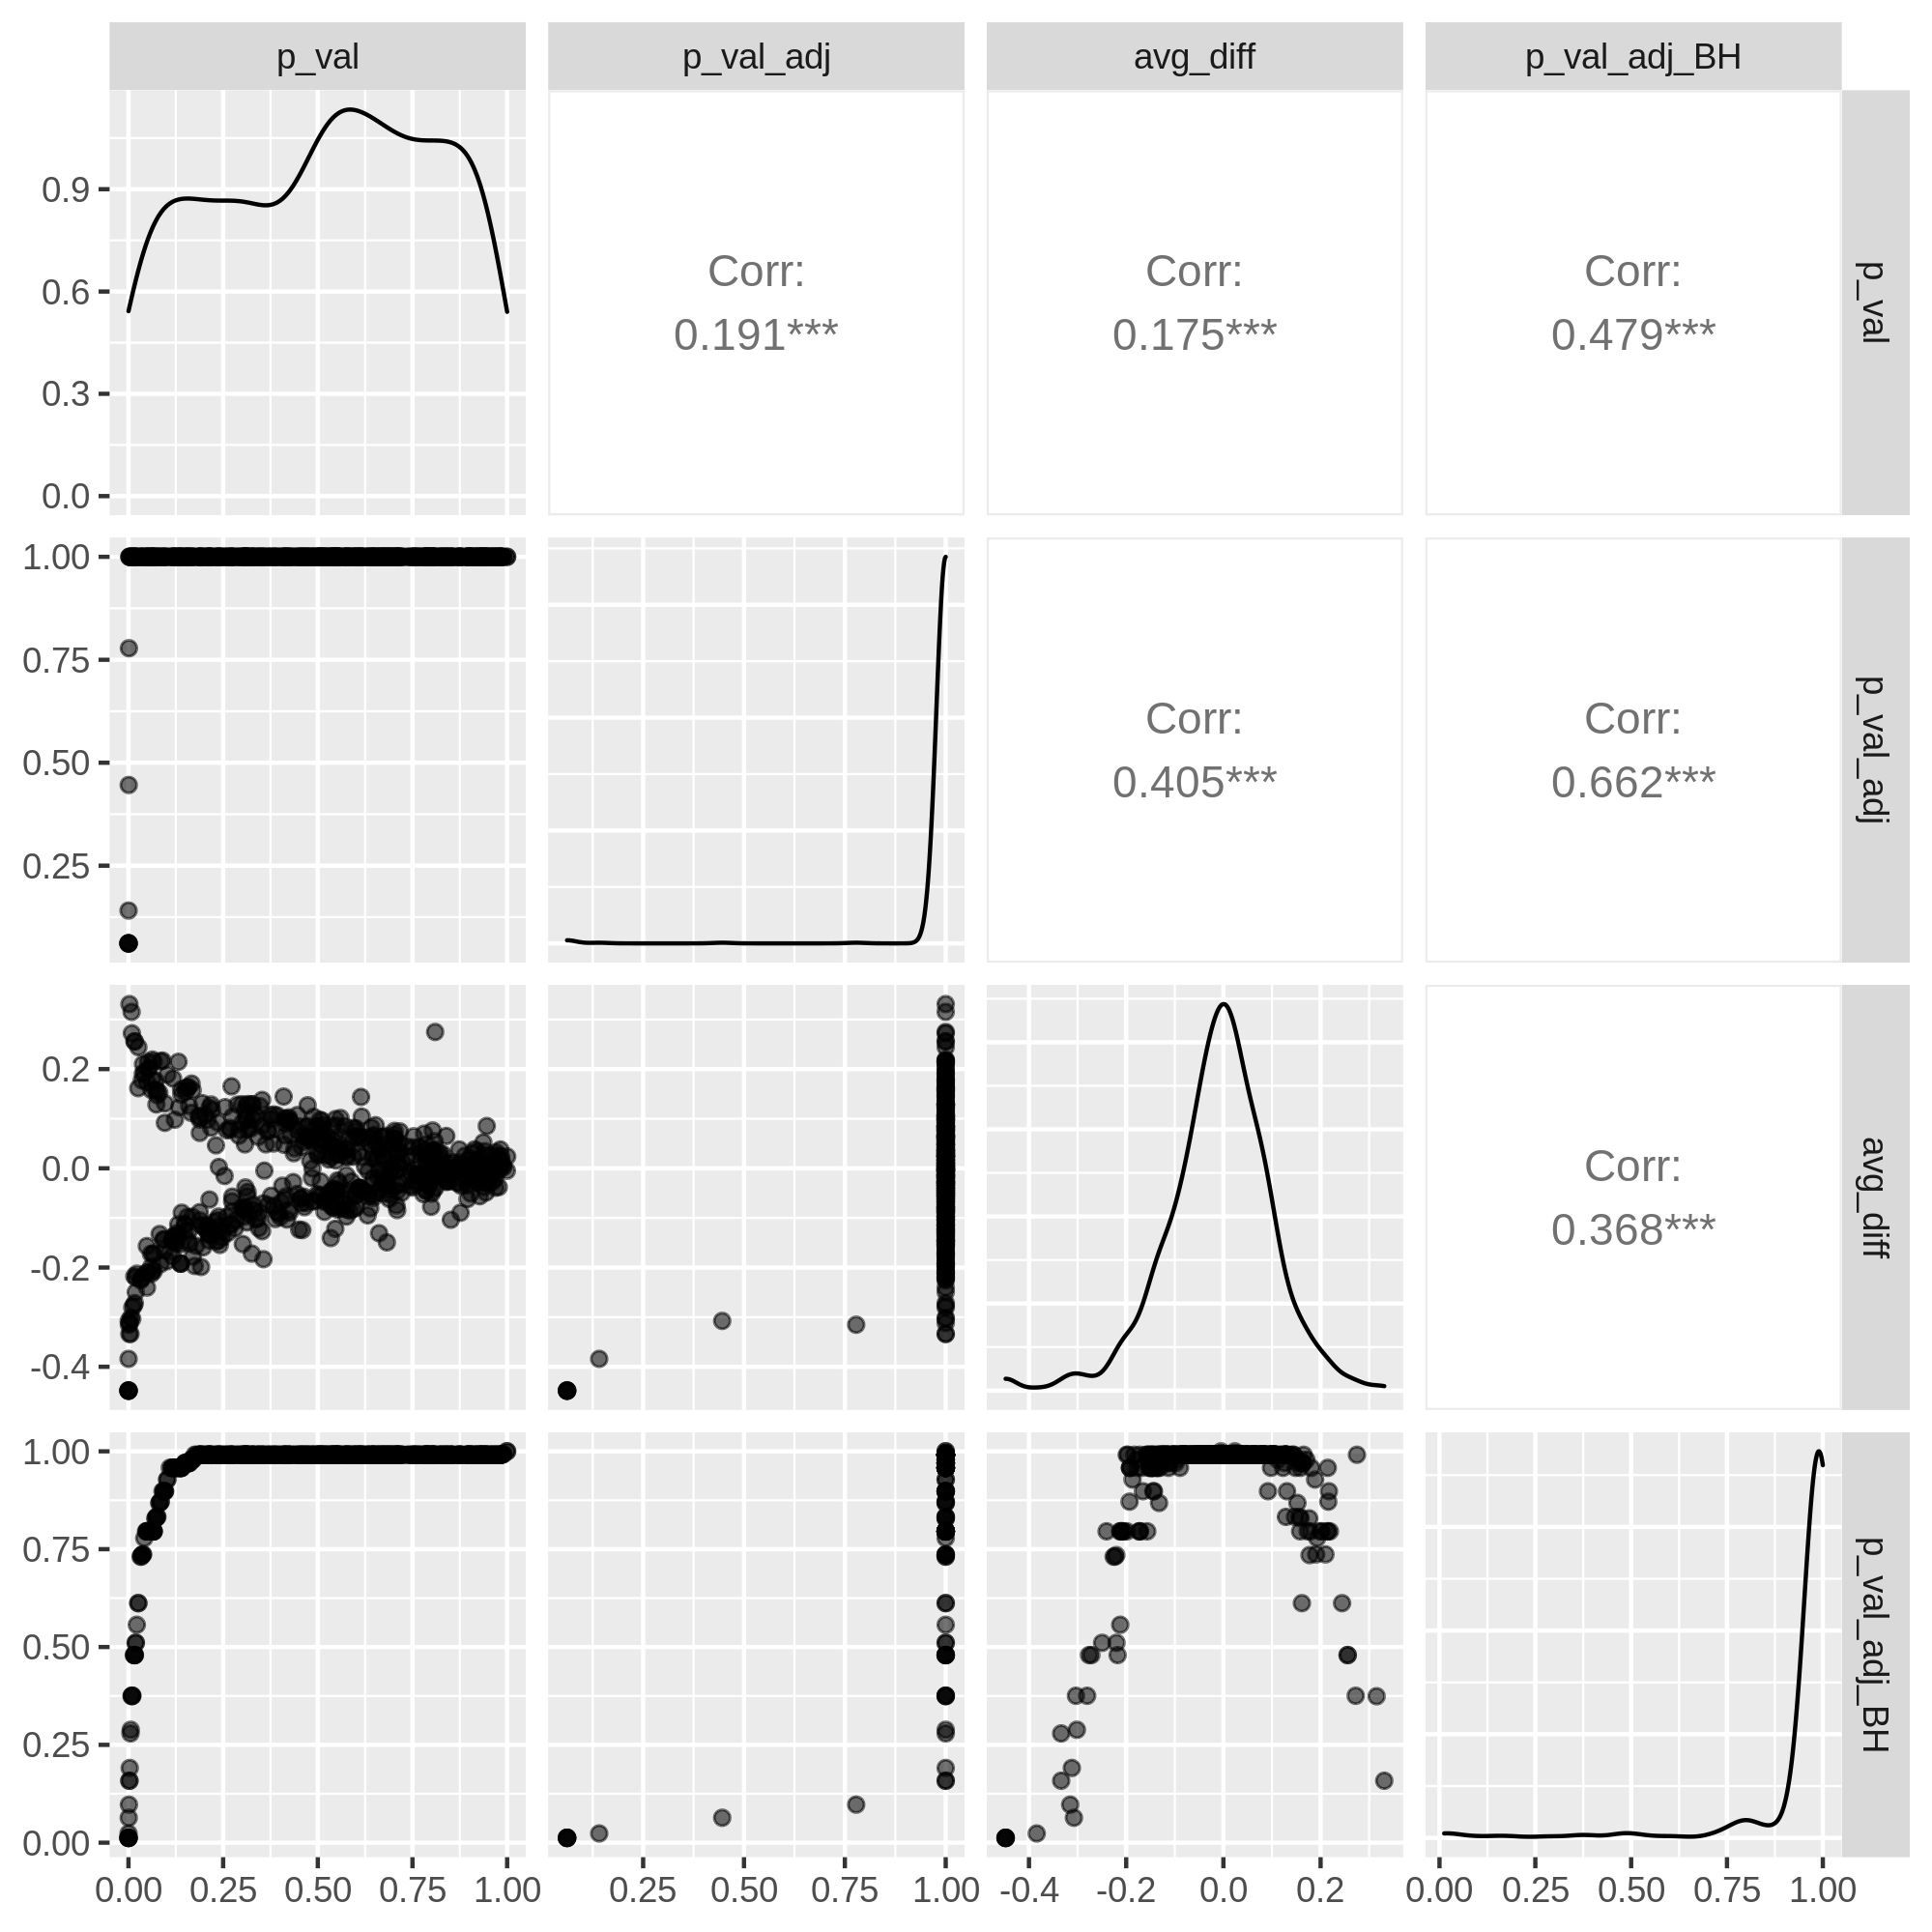 p_val p_val_adj avg_diff p_val_adj_BH
0.9
0.6
0.3
0.0
Corr:
0.191***
Corr:
0.175***
Corr:
0.479***
p_val
1.00
0.75
0.50
0.25
Corr:
0.405***
Corr:
0.662***
p_val_adj
0.2
0.0
-0.2
-0.4
Corr:
0.368***
avg_diff
1.00
0.75
0.50
0.25
0.00
p_val_adj_BH
0.00 0.25 0.50 0.75 1.00
0.25 0.50 0.75 1.00
-0.4 -0.2 0.0 0.2
0.00 0.25 0.50 0.75 1.00